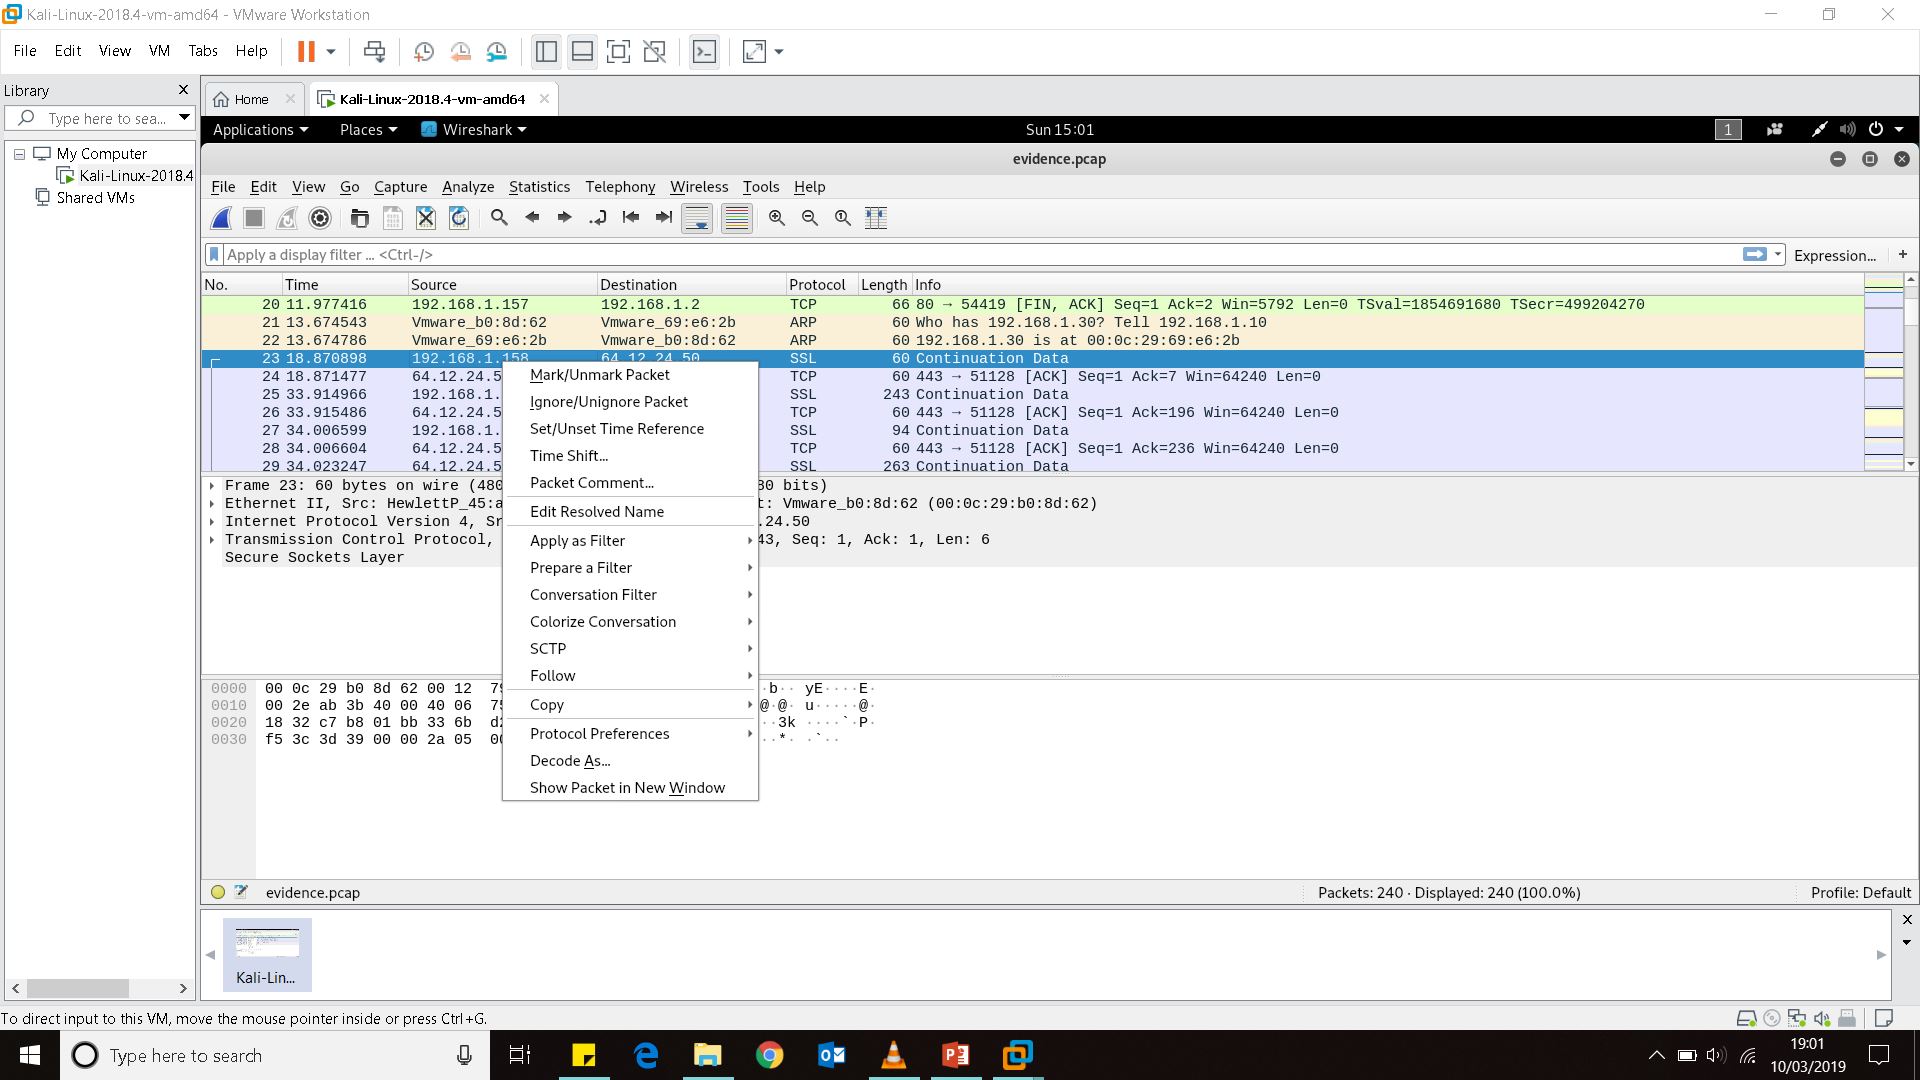 Kali-Linux-2018.4-vm-amd64 - VMware Workstation
File Edit View VM Tabs Help
Library
Type here to sea...
My Computer
Kali-Linux-2018.4
Shared VMs
Home
Kali-Linux-2018.4-vm-amd64
Applications Places Wireshark Sun 15:01 1
evidence.pcap
File Edit View Go Capture Analyze Statistics Telephony Wireless Tools Help
Apply a display filter ... <Ctrl-/> Expression... +
No. Time Source Destination Protocol Length Info
20 11.977416 192.168.1.157 192.168.1.2 TCP 66 80 → 54419 [FIN, ACK] Seq=1 Ack=2 Win=5792 Len=0 TSval=1854691680 TSecr=499204270
21 13.674543 Vmware_b0:8d:62 Vmware_69:e6:2b ARP 60 Who has 192.168.1.30? Tell 192.168.1.10
22 13.674786 Vmware_69:e6:2b Vmware_b0:8d:62 ARP 60 192.168.1.30 is at 00:0c:29:69:e6:2b
23 18.870898 192.168.1.158 64.12.24.50 SSL 60 Continuation Data
24 18.871477 64.12.24.5 TCP 60 443 → 51128 [ACK] Seq=1 Ack=7 Win=64240 Len=0
25 33.914966 192.168.1. SSL 243 Continuation Data
26 33.915486 64.12.24.5 TCP 60 443 → 51128 [ACK] Seq=1 Ack=196 Win=64240 Len=0
27 34.006599 192.168.1. SSL 94 Continuation Data
28 34.006604 64.12.24.5 TCP 60 443 → 51128 [ACK] Seq=1 Ack=236 Win=64240 Len=0
29 34.023247 64.12.24.5 SSL 263 Continuation Data
Mark/Unmark Packet
Ignore/Unignore Packet
Set/Unset Time Reference
Time Shift...
Packet Comment...
Edit Resolved Name
Apply as Filter
Prepare a Filter
Conversation Filter
Colorize Conversation
SCTP
Follow
Copy
Protocol Preferences
Decode As...
Show Packet in New Window
Frame 23: 60 bytes on wire (480 80 bits)
Ethernet II, Src: HewlettP_45:a t: Vmware_b0:8d:62 (00:0c:29:b0:8d:62)
Internet Protocol Version 4, Sr .24.50
Transmission Control Protocol, 43, Seq: 1, Ack: 1, Len: 6
Secure Sockets Layer
0000 00 0c 29 b0 8d 62 00 12 79 ·b·· yE····E·
0010 00 2e ab 3b 40 00 40 06 75 @·@· u·····@·
0020 18 32 c7 b8 01 bb 33 6b d2 ··3k ····`·P·
0030 f5 3c 3d 39 00 00 2a 05 00 ··*· ·`··
evidence.pcap Packets: 240 · Displayed: 240 (100.0%) Profile: Default
Kali-Lin...
To direct input to this VM, move the mouse pointer inside or press Ctrl+G.
Type here to search
19:01
10/03/2019